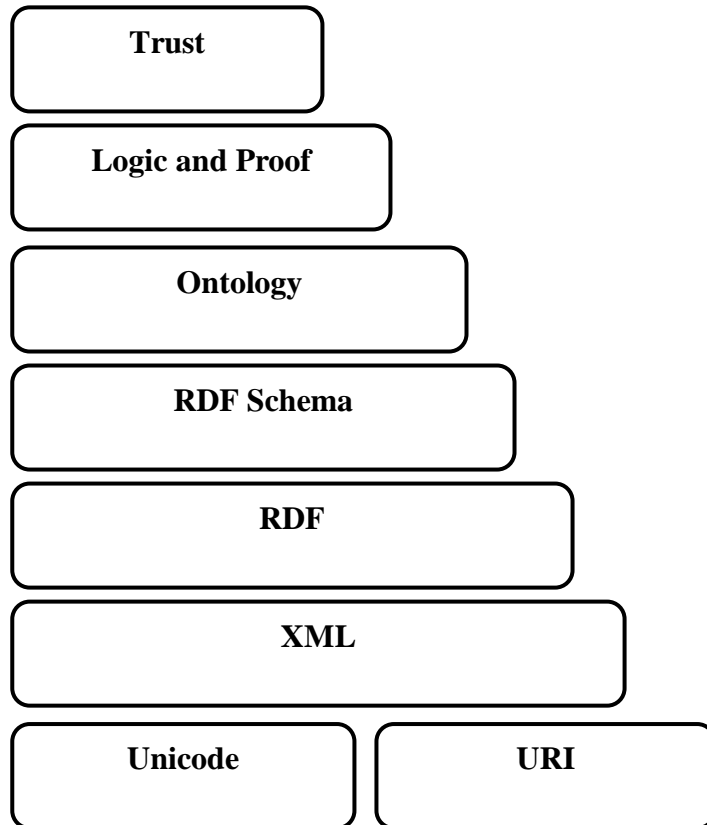 Trust
Logic and Proof
Ontology
RDF Schema
RDF
XML
Unicode
URI